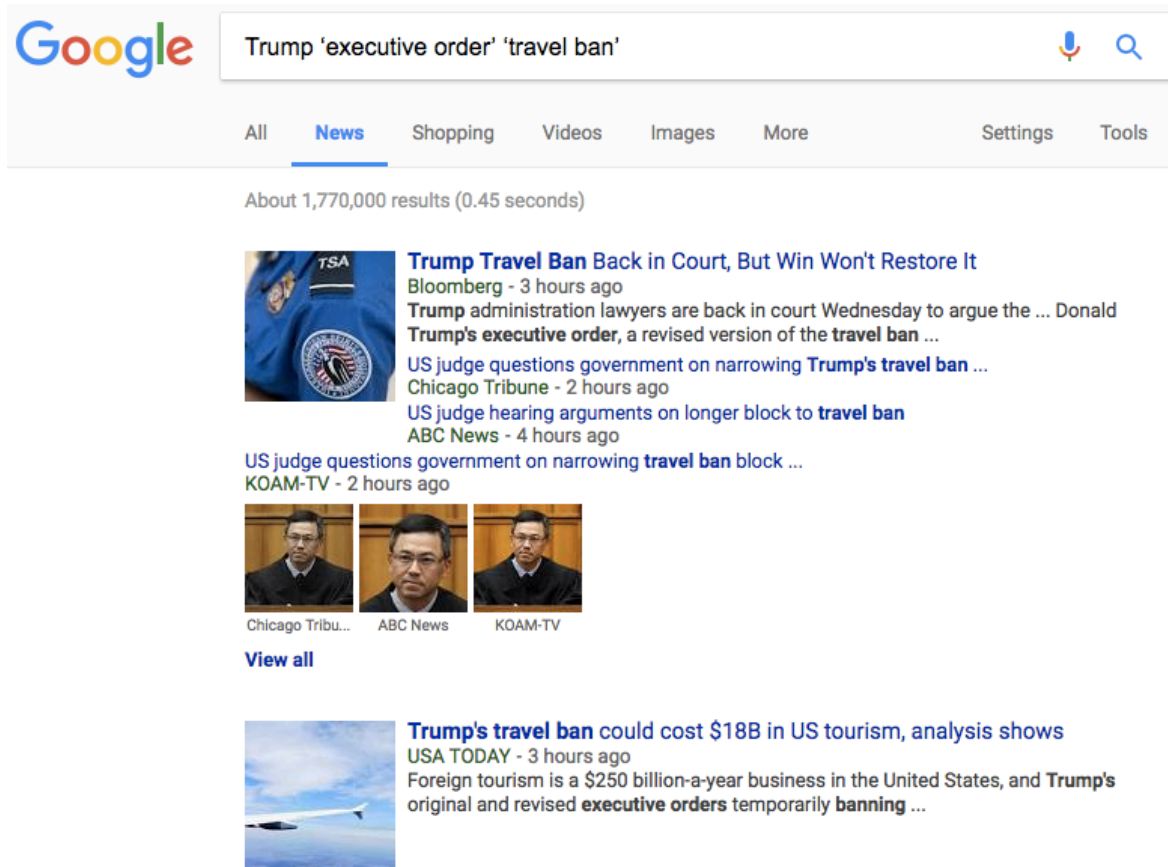 Google
Trump ‘executive order’ ‘travel ban’
All News Shopping Videos Images More Settings Tools
About 1,770,000 results (0.45 seconds)
TSA
Trump Travel Ban Back in Court, But Win Won't Restore It
Bloomberg - 3 hours ago
Trump administration lawyers are back in court Wednesday to argue the ... Donald
Trump's executive order, a revised version of the travel ban ...
US judge questions government on narrowing Trump's travel ban ...
Chicago Tribune - 2 hours ago
US judge hearing arguments on longer block to travel ban
ABC News - 4 hours ago
US judge questions government on narrowing travel ban block ...
KOAM-TV - 2 hours ago
Chicago Tribu... ABC News KOAM-TV
View all
Trump's travel ban could cost $18B in US tourism, analysis shows
USA TODAY - 3 hours ago
Foreign tourism is a $250 billion-a-year business in the United States, and Trump's
original and revised executive orders temporarily banning ...